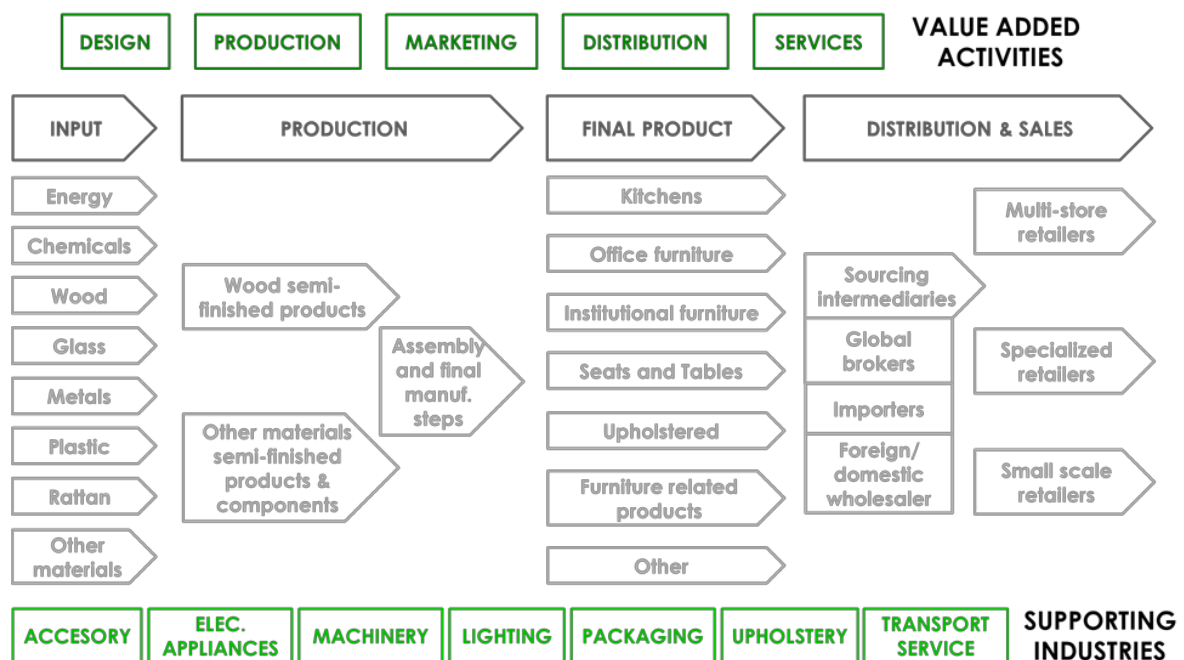 DESIGN
PRODUCTION
MARKETING
DISTRIBUTION
SERVICES
VALUE ADDED
ACTIVITIES
INPUT
PRODUCTION
FINAL PRODUCT
DISTRIBUTION & SALES
Energy
Chemicals
Wood
Glass
Metals
Plastic
Rattan
Other
materials
Wood semi-
finished products
Other materials
semi-finished
products &
components
Assembly
and final
manuf.
steps
Kitchens
Office furniture
Institutional furniture
Seats and Tables
Upholstered
Furniture related
products
Other
Sourcing
intermediaries
Global
brokers
Importers
Foreign/
domestic
wholesaler
Multi-store
retailers
Specialized
retailers
Small scale
retailers
ACCESORY
ELEC.
APPLIANCES
MACHINERY
LIGHTING
PACKAGING
UPHOLSTERY
TRANSPORT
SERVICE
SUPPORTING
INDUSTRIES